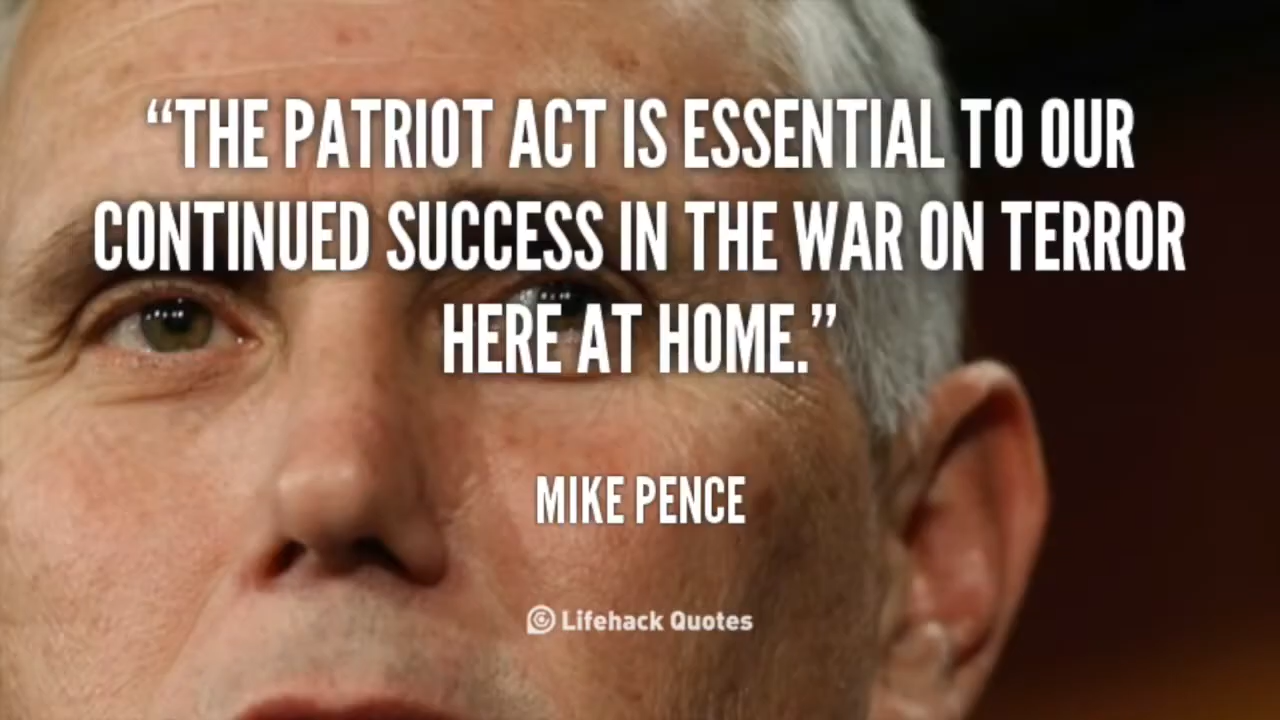 “THE PATRIOT ACT IS ESSENTIAL TO OUR
CONTINUED SUCCESS IN THE WAR ON TERROR
HERE AT HOME.”
MIKE PENCE
Lifehack Quotes